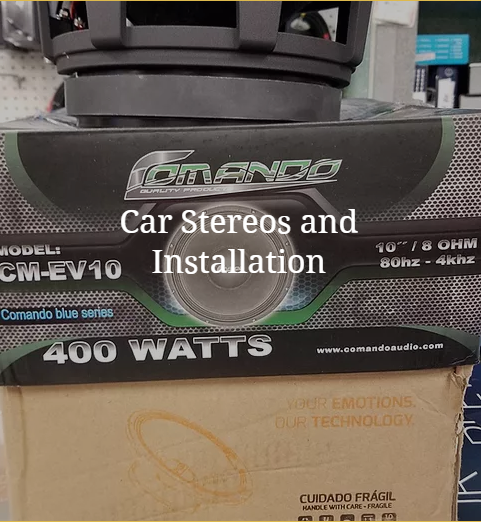 COMANDO
QUALITY PRODUCTS
Car Stereos and
Installation
MODEL:
CM-EV10
10´´ / 8 OHM
80hz - 4khz
Comando blue series
400 WATTS
www.comandoaudio.com
YOUR EMOTIONS.
OUR TECHNOLOGY.
CUIDADO FRÁGIL
HANDLE WITH CARE - FRAGILE